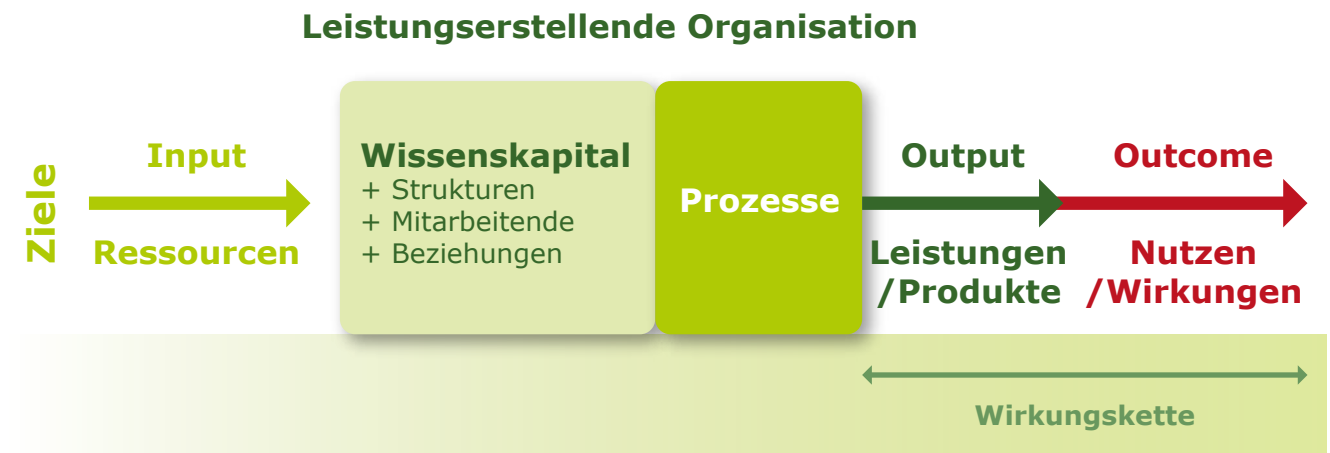 Leistungserstellende Organisation
Ziele
Input
Ressourcen
Wissenskapital
+ Strukturen
+ Mitarbeitende
+ Beziehungen
Prozesse
Output
Leistungen
/Produkte
Outcome
Nutzen
/Wirkungen
Wirkungskette